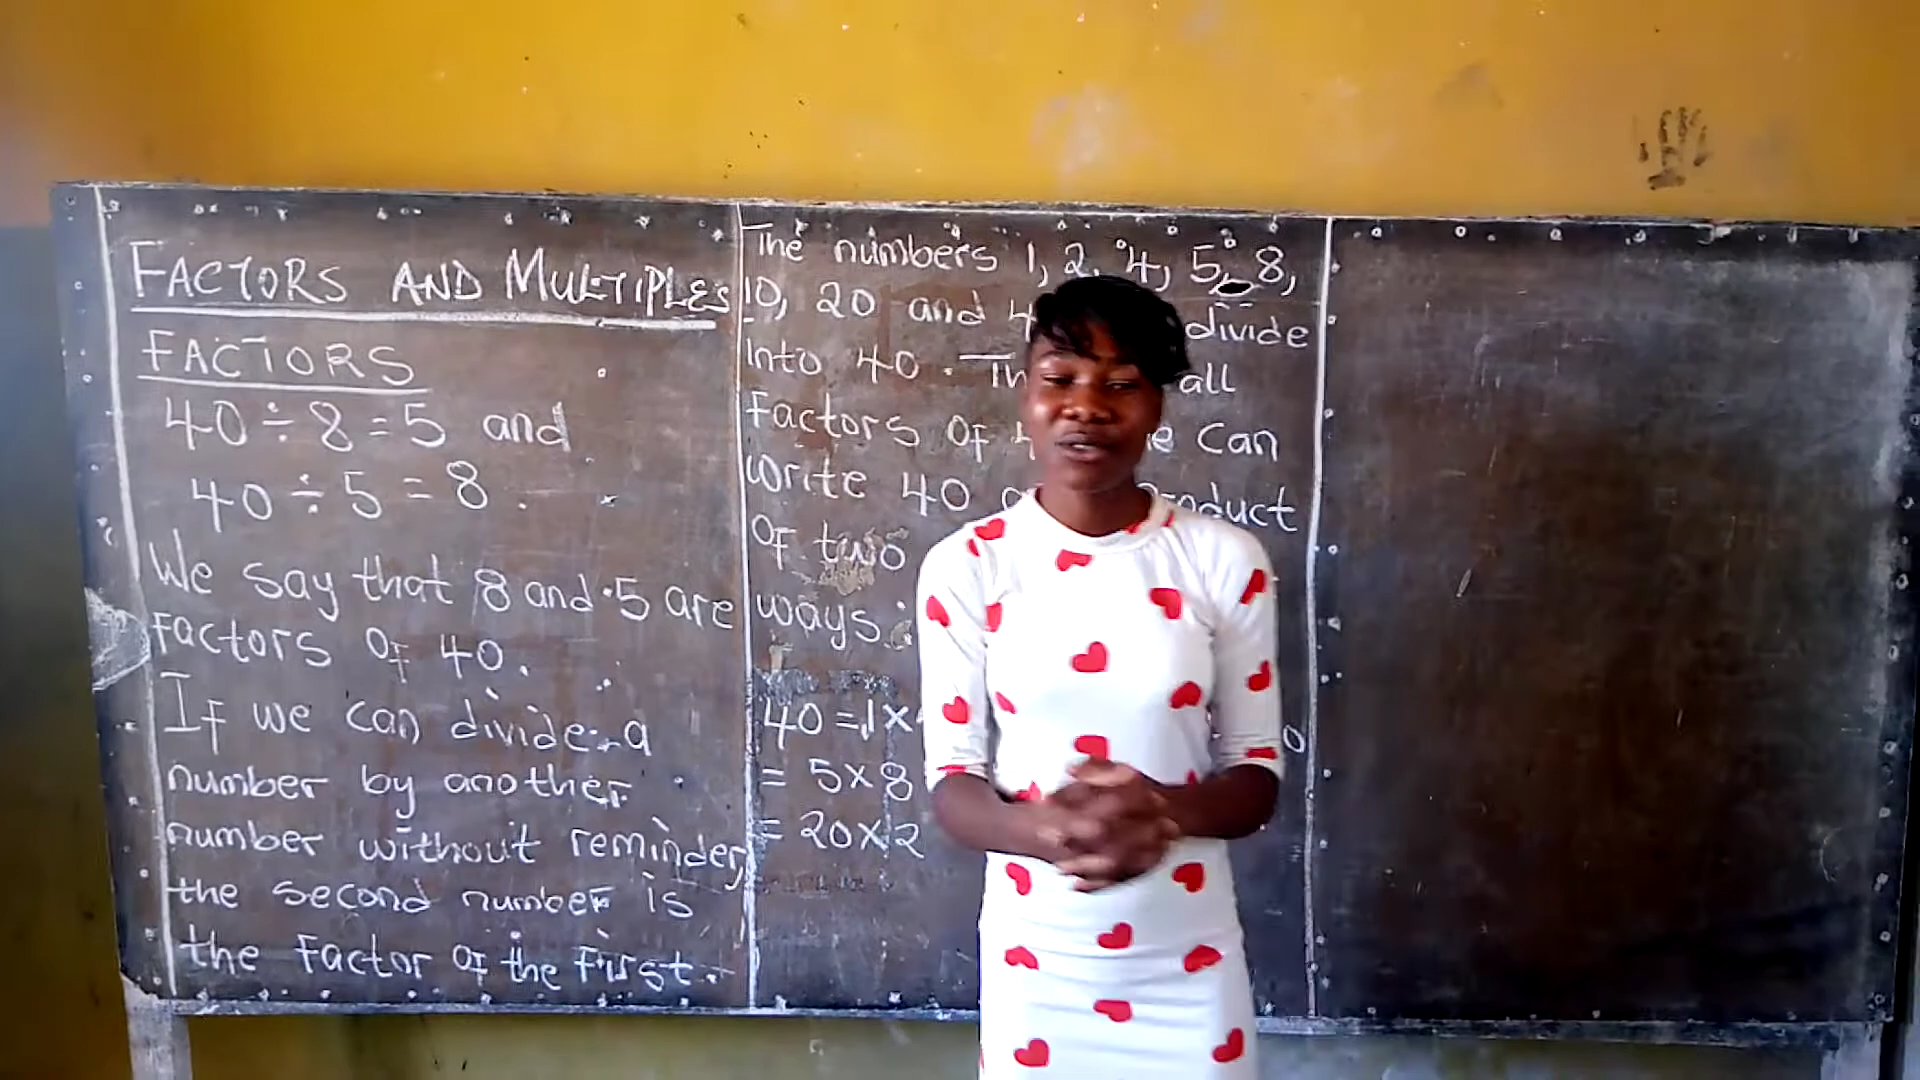 FACTORS AND MULTIPLES
FACTORS
40 ÷ 8 = 5 and
40 ÷ 5 = 8 .
We say that 8 and 5 are
factors of 40.
If we can divide a
number by another
number without reminder,
the second number is
the factor of the first.
The numbers 1, 2, 4, 5, 8,
10, 20 and divide
into 40. all
factors of can
write 40 
of two
ways:
40 = 1 ×
= 5 × 8
= 20 × 2